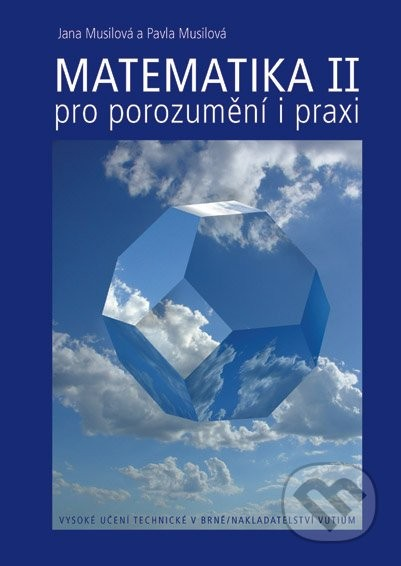 Jana Musilová a Pavla Musilová
MATEMATIKA II
pro porozumění i praxi
VYSOKÉ UČENÍ TECHNICKÉ V BRNĚ/NAKLADATELSTVÍ VUTIUM
m